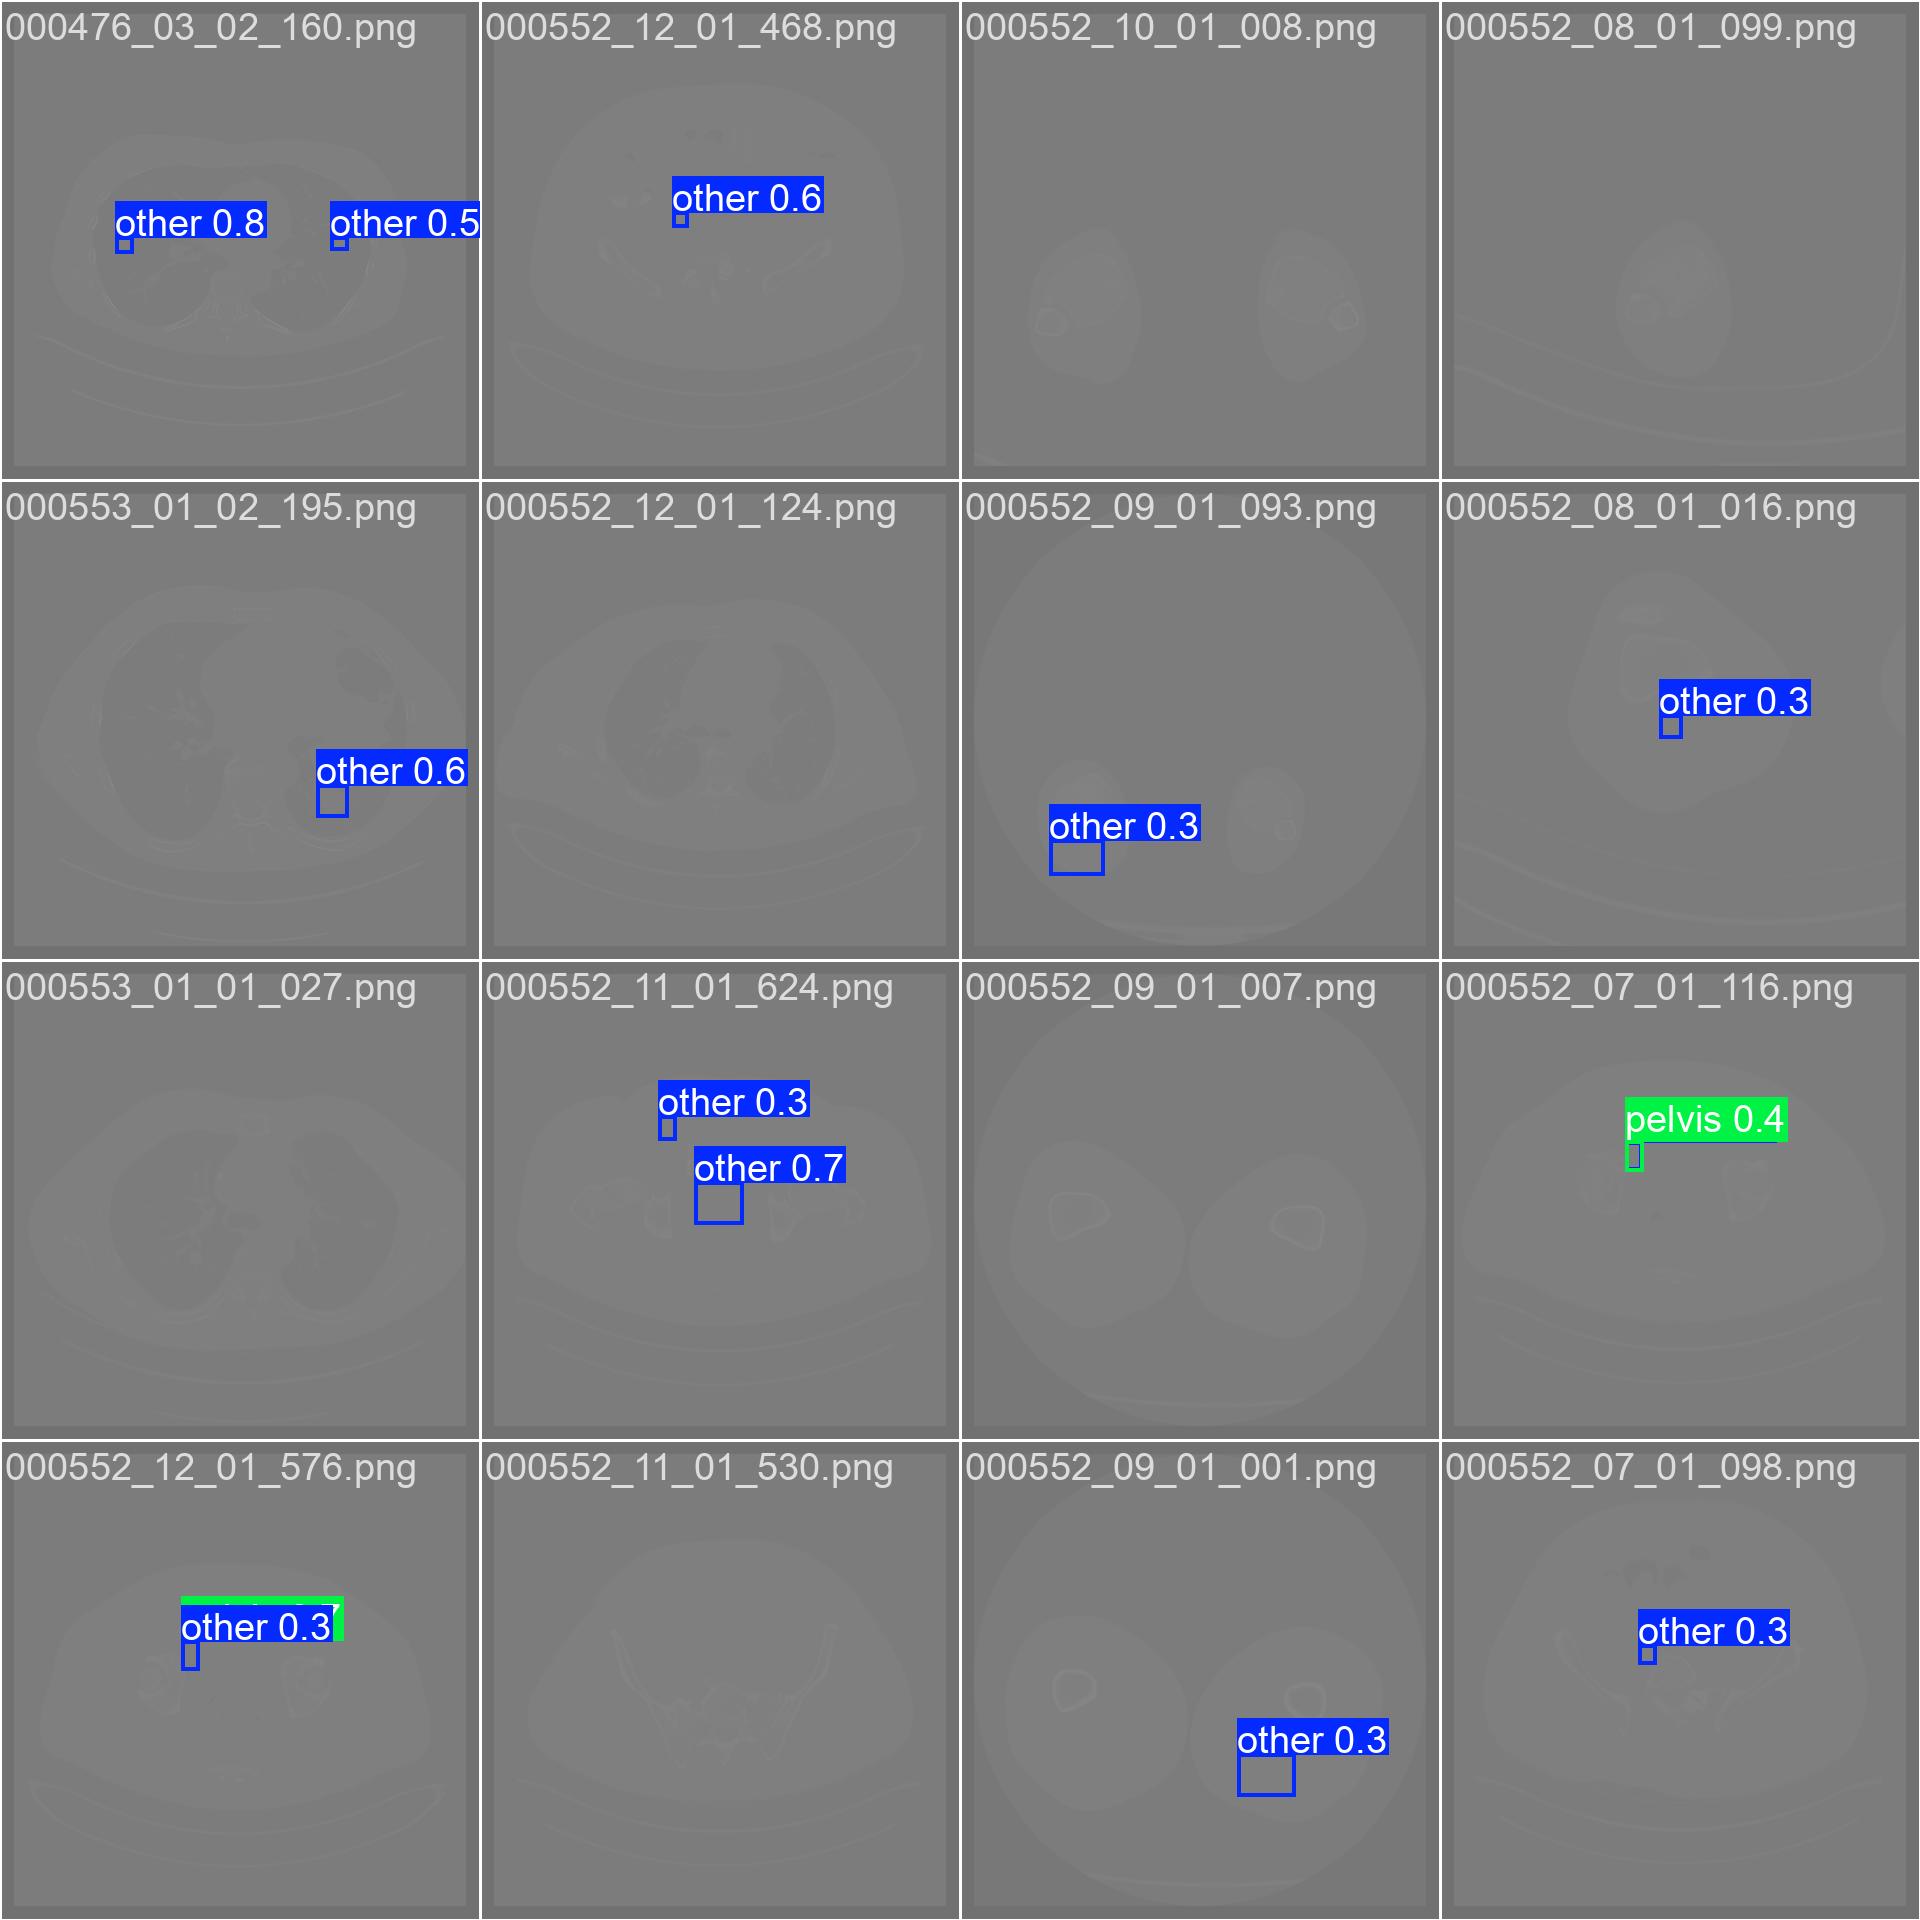 000476_03_02_160.png
other 0.8
other 0.5
000552_12_01_468.png
other 0.6
000552_10_01_008.png
000552_08_01_099.png
000553_01_02_195.png
other 0.6
000552_12_01_124.png
000552_09_01_093.png
other 0.3
000552_08_01_016.png
other 0.3
000553_01_01_027.png
000552_11_01_624.png
other 0.3
other 0.7
000552_09_01_007.png
000552_07_01_116.png
pelvis 0.4
000552_12_01_576.png
other 0.3
000552_11_01_530.png
000552_09_01_001.png
other 0.3
000552_07_01_098.png
other 0.3